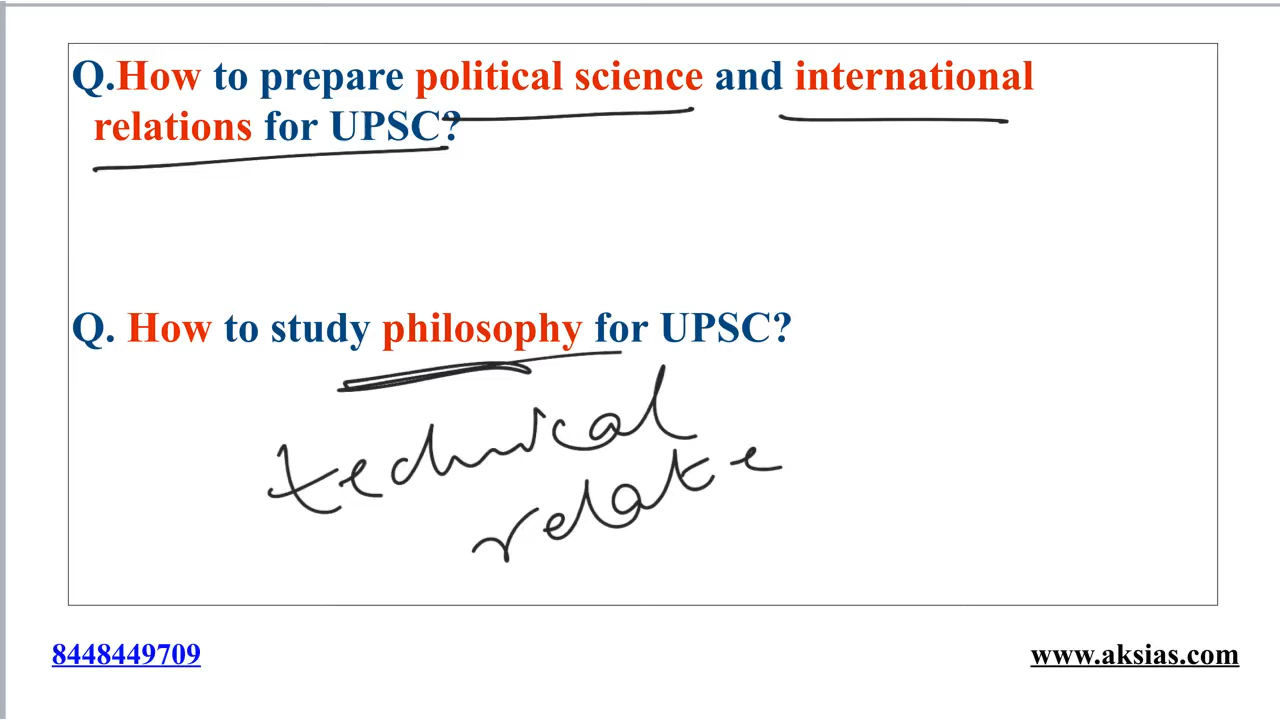 Q.How to prepare political science and international
relations for UPSC?
Q. How to study philosophy for UPSC?
technical
relate
8448449709
www.aksias.com